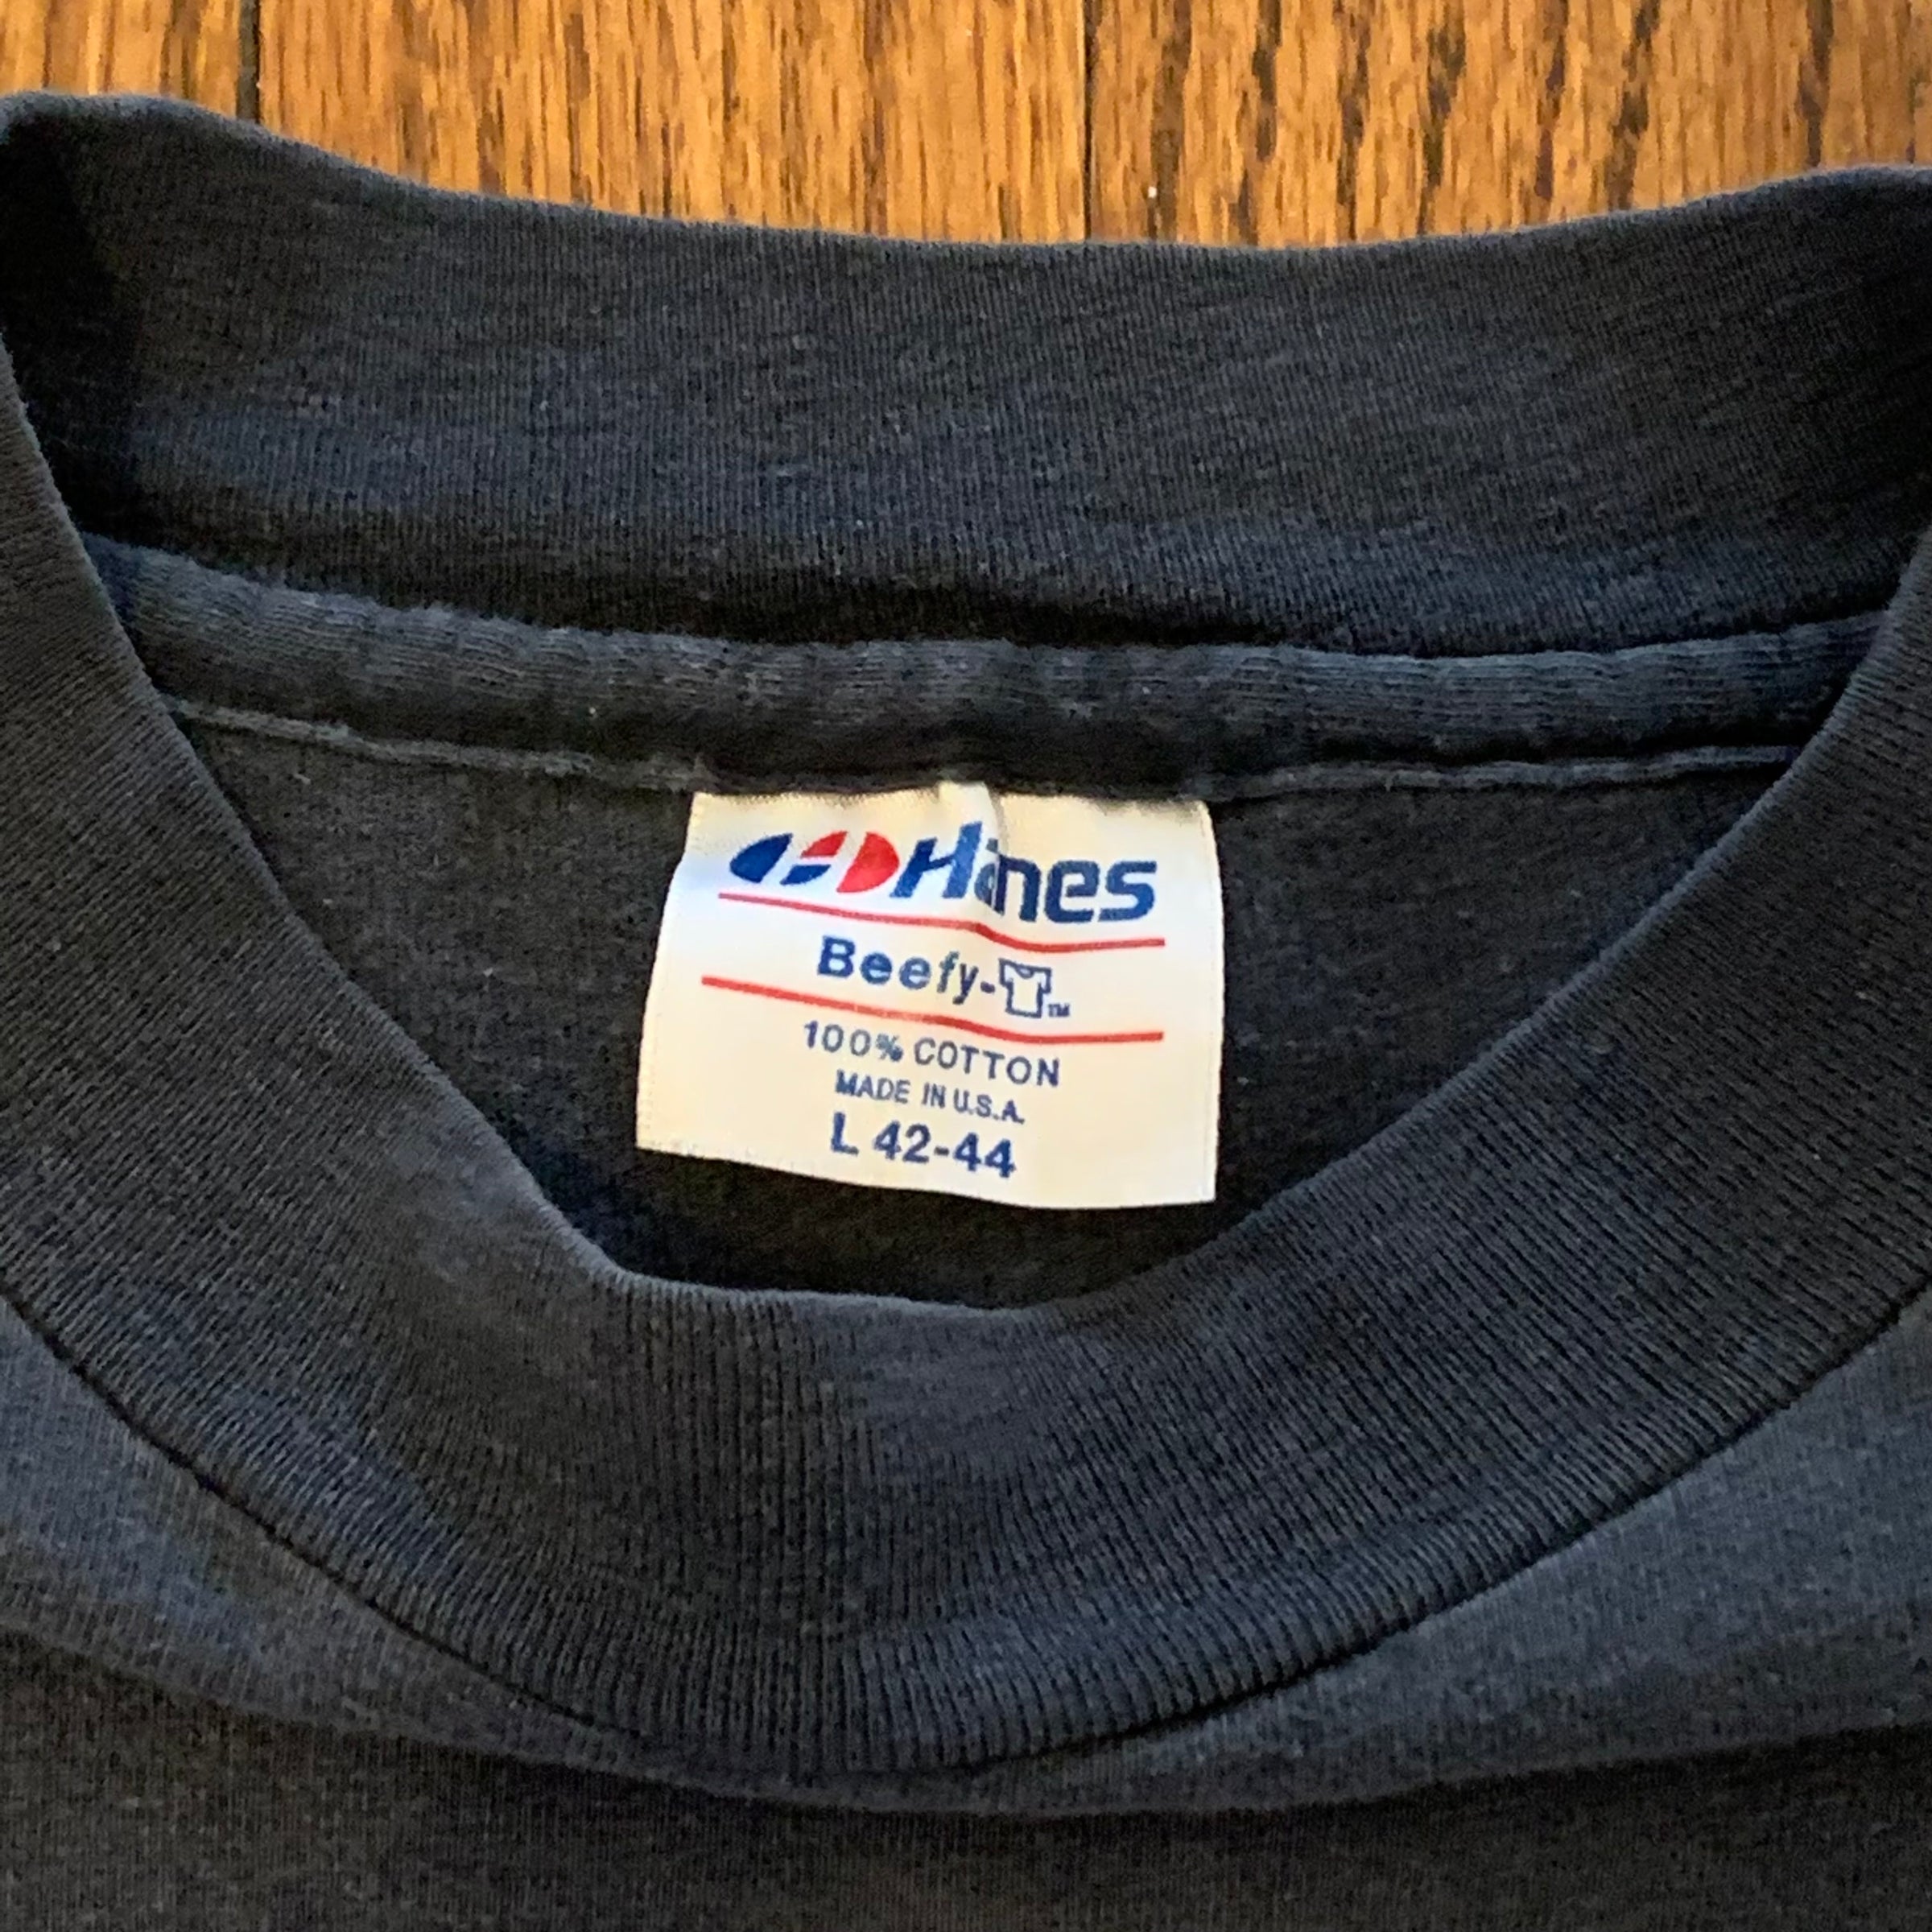 Hanes
Beefy-T™
100% COTTON
MADE IN U.S.A.
L 42-44